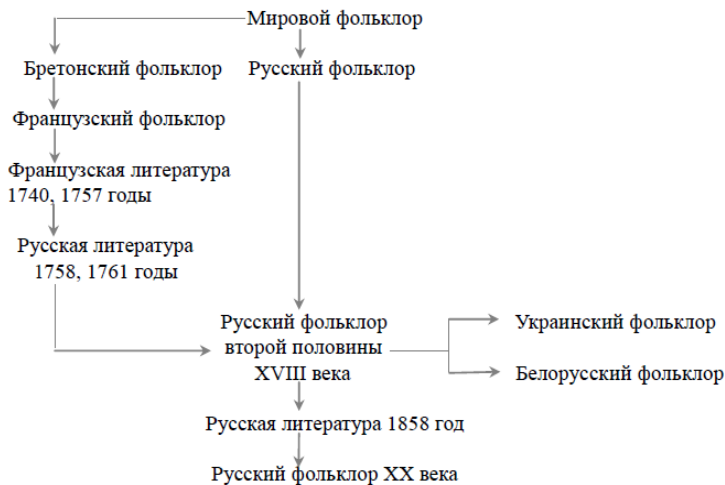 Мировой фольклор
Бретонский фольклор
Русский фольклор
Французский фольклор
Французская литература
1740, 1757 годы
Русская литература
1758, 1761 годы
Русский фольклор
второй половины
XVIII века
Украинский фольклор
Белорусский фольклор
Русская литература 1858 год
Русский фольклор XX века